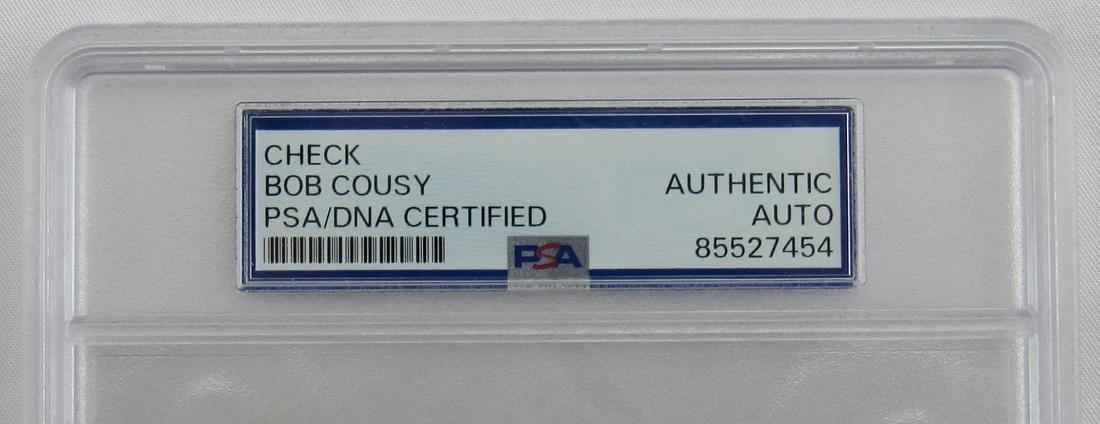 CHECK
BOB COUSY
PSA/DNA CERTIFIED
AUTHENTIC
AUTO
85527454
PSA